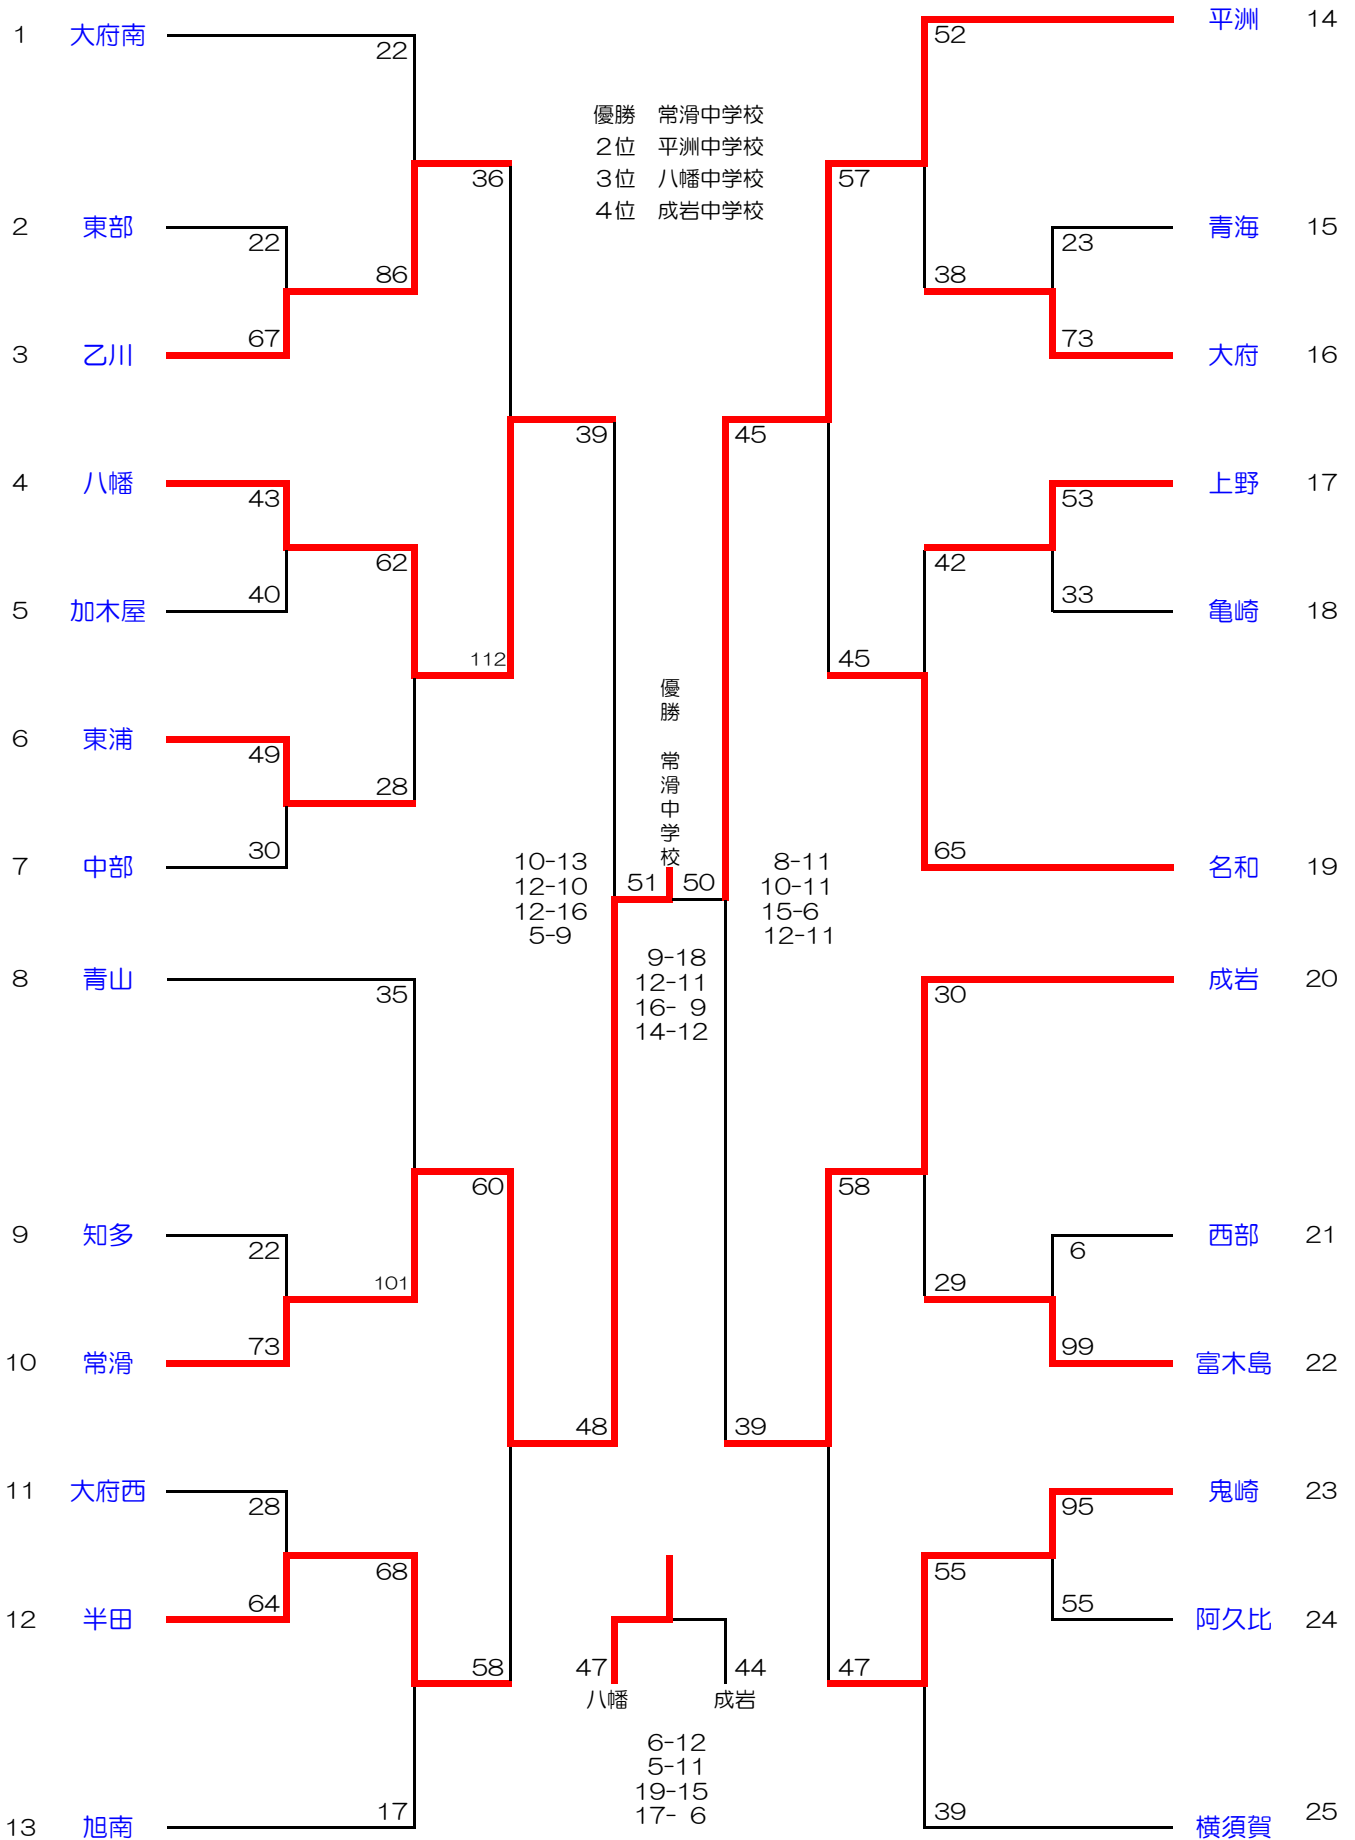 1 大府南 22
2 東部 22
86
3 乙川 67
36
4 八幡 43
62
5 加木屋 40
112
6 東浦 49
28
7 中部 30
39
8 青山 35
9 知多 22
101
10 常滑 73
60
11 大府西 28
68
12 半田 64
58
13 旭南 17
48
優勝 常滑中学校
2位 平洲中学校
3位 八幡中学校
4位 成岩中学校
優勝 常滑中学校
51 50
10-13
12-10
12-16
5-9
9-18
12-11
16- 9
14-12
8-11
10-11
15-6
12-11
47 44
八幡 成岩
6-12
5-11
19-15
17- 6
52 平洲 14
57
23 青海 15
38
73 大府 16
45
53 上野 17
42
33 亀崎 18
45
65 名和 19
30 成岩 20
58
6 西部 21
29
99 富木島 22
39
95 鬼崎 23
55
55 阿久比 24
47
39 横須賀 25